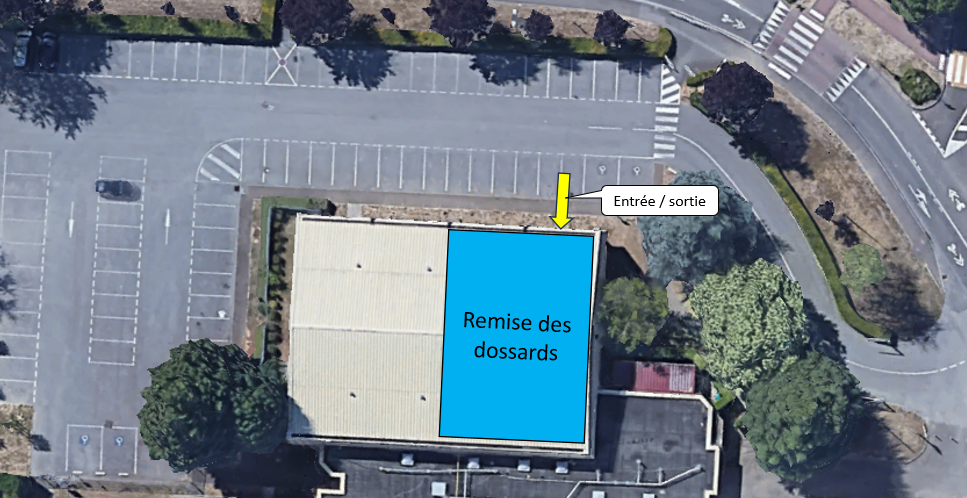 Entrée / sortie
Remise des
dossards